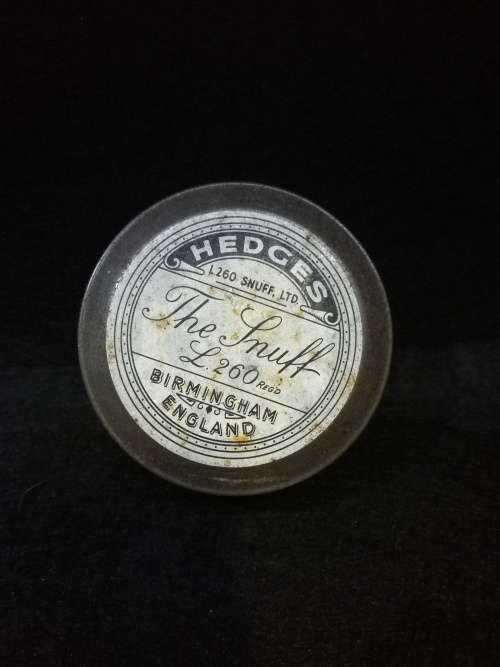 HEDGES
L260 SNUFF, LTD.
The Snuff
L. 260 REGD
BIRMINGHAM
ENGLAND